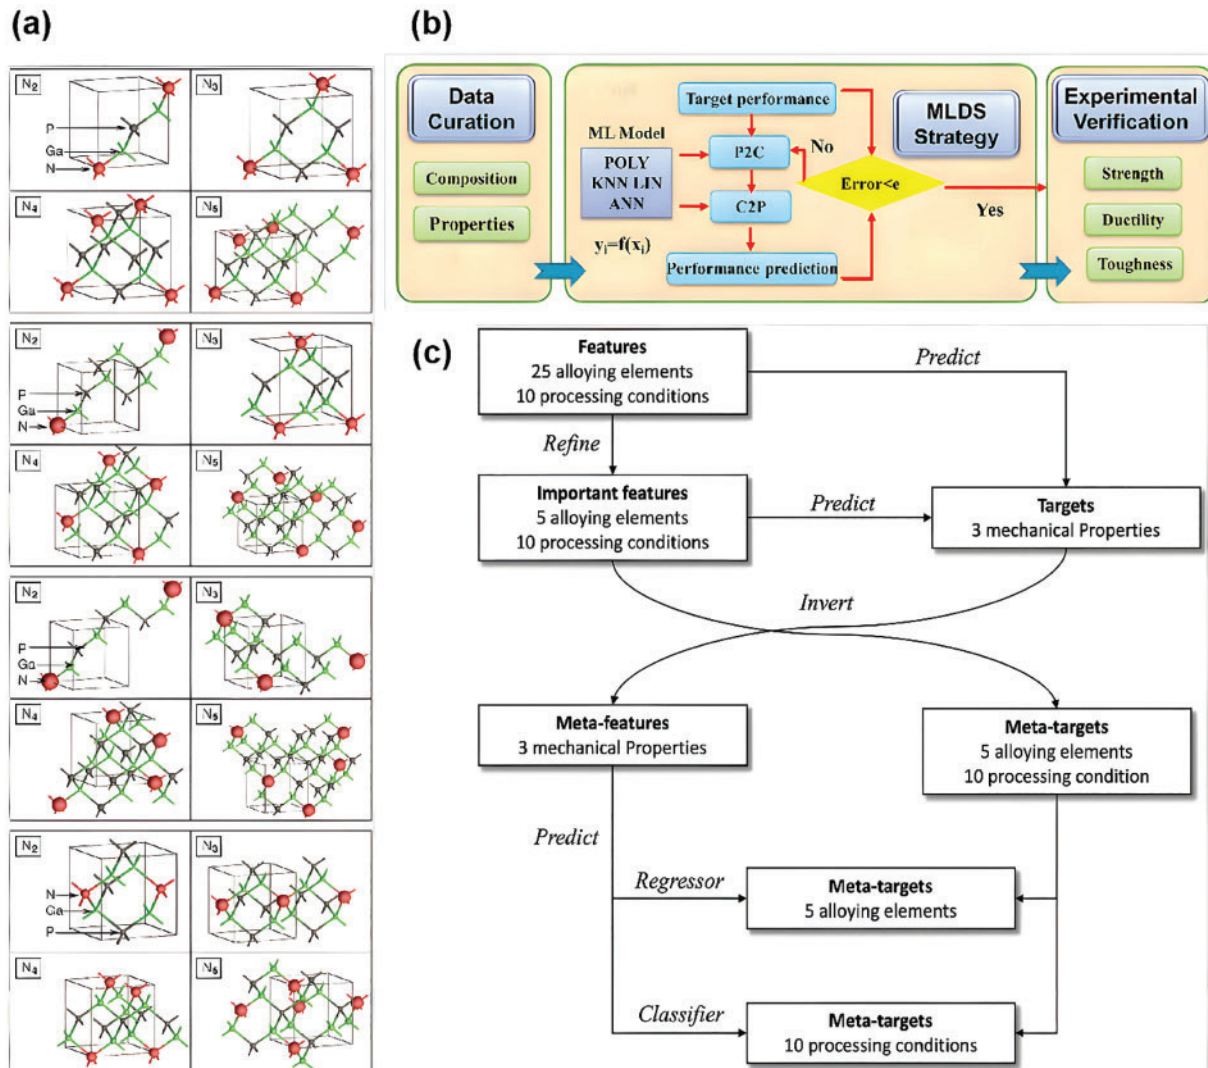 (a)
N2
N3
P
Ga
N
N4
N5
N2
N3
P
Ga
N
N4
N5
N2
N3
P
Ga
N
N4
N5
N2
N3
N
Ga
P
N4
N5
(b)
Data
Curation
Composition
Properties
Target performance
ML Model
POLY
KNN LIN
ANN
yi=f(xi)
P2C
C2P
Performance prediction
No
Error<e
Yes
MLDS
Strategy
Experimental
Verification
Strength
Ductility
Toughness
(c)
Features
25 alloying elements
10 processing conditions
Predict
Refine
Important features
5 alloying elements
10 processing conditions
Predict
Targets
3 mechanical Properties
Invert
Meta-features
3 mechanical Properties
Meta-targets
5 alloying elements
10 processing condition
Predict
Regressor
Meta-targets
5 alloying elements
Classifier
Meta-targets
10 processing conditions